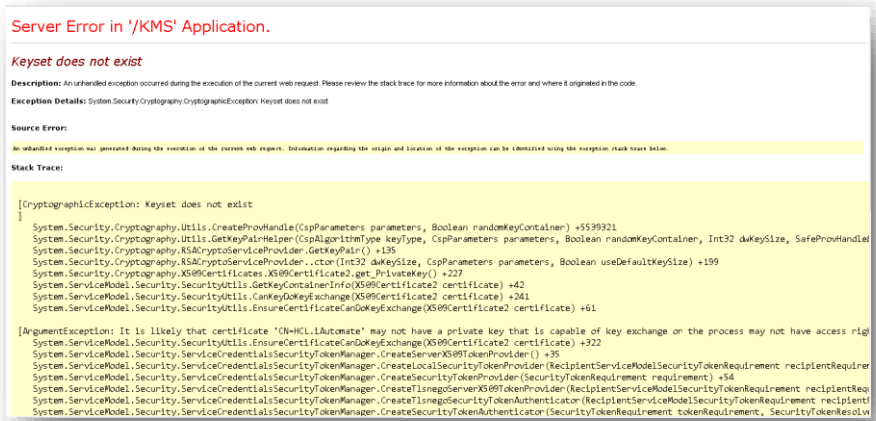 Server Error in '/KMS' Application.
Keyset does not exist
Description: An unhandled exception occurred during the execution of the current web request. Please review the stack trace for more information about the error and where it originated in the code.
Exception Details: System.Security.Cryptography.CryptographicException: Keyset does not exist
Source Error:
An unhandled exception was generated during the execution of the current web request. Information regarding the origin and location of the exception can be identified using the exception stack trace below.
Stack Trace:
[CryptographicException: Keyset does not exist
]
System.Security.Cryptography.Utils.CreateProvHandle(CspParameters parameters, Boolean randomKeyContainer) +5539321
System.Security.Cryptography.Utils.GetKeyPairHelper(CspAlgorithmType keyType, CspParameters parameters, Boolean randomKeyContainer, Int32 dwKeySize, SafeProvHandle&
System.Security.Cryptography.RSACryptoServiceProvider.GetKeyPair() +135
System.Security.Cryptography.RSACryptoServiceProvider..ctor(Int32 dwKeySize, CspParameters parameters, Boolean useDefaultKeySize) +199
System.Security.Cryptography.X509Certificates.X509Certificate2.get_PrivateKey() +227
System.ServiceModel.Security.SecurityUtils.GetKeyContainerInfo(X509Certificate2 certificate) +42
System.ServiceModel.Security.SecurityUtils.CanKeyDoKeyExchange(X509Certificate2 certificate) +241
System.ServiceModel.Security.SecurityUtils.EnsureCertificateCanDoKeyExchange(X509Certificate2 certificate) +61
[ArgumentException: It is likely that certificate 'CN=HCL.iAutomate' may not have a private key that is capable of key exchange or the process may not have access righ
System.ServiceModel.Security.SecurityUtils.EnsureCertificateCanDoKeyExchange(X509Certificate2 certificate) +322
System.ServiceModel.Security.ServiceCredentialsSecurityTokenManager.CreateServerX509TokenProvider() +35
System.ServiceModel.Security.ServiceCredentialsSecurityTokenManager.CreateLocalSecurityTokenProvider(RecipientServiceModelSecurityTokenRequirement recipientRequirem
System.ServiceModel.Security.ServiceCredentialsSecurityTokenManager.CreateSecurityTokenProvider(SecurityTokenRequirement requirement) +54
System.ServiceModel.Security.ServiceCredentialsSecurityTokenManager.CreateTlsnegoServerX509TokenProvider(RecipientServiceModelSecurityTokenRequirement recipientRequ
System.ServiceModel.Security.ServiceCredentialsSecurityTokenManager.CreateTlsnegoSecurityTokenAuthenticator(RecipientServiceModelSecurityTokenRequirement recipientR
System.ServiceModel.Security.ServiceCredentialsSecurityTokenManager.CreateSecurityTokenAuthenticator(SecurityTokenRequirement tokenRequirement, SecurityTokenResolve